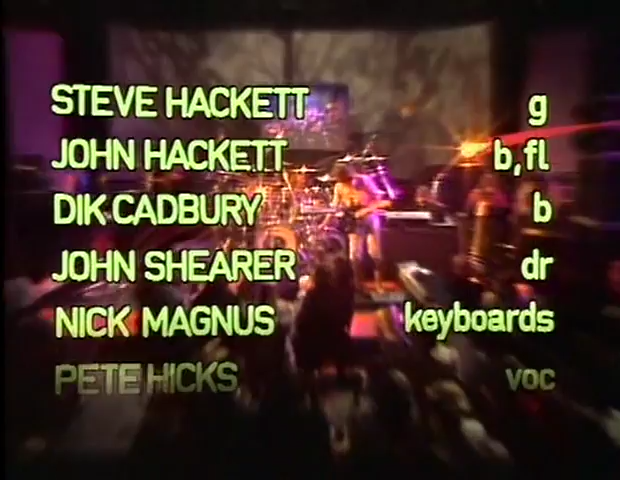 STEVE HACKETT g
JOHN HACKETT b,fl
DIK CADBURY b
JOHN SHEARER dr
NICK MAGNUS keyboards
PETE HICKS voc